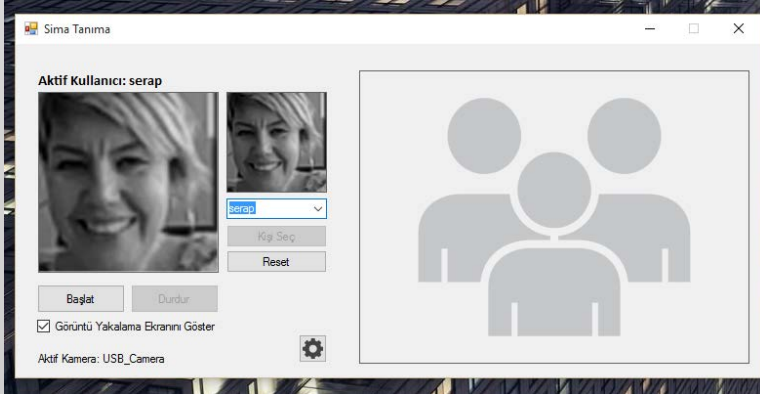 Sima Tanıma
Aktif Kullanıcı: serap
serap
Kişi Seç
Reset
Başlat
Durdur
Görüntü Yakalama Ekranını Göster
Aktif Kamera: USB_Camera